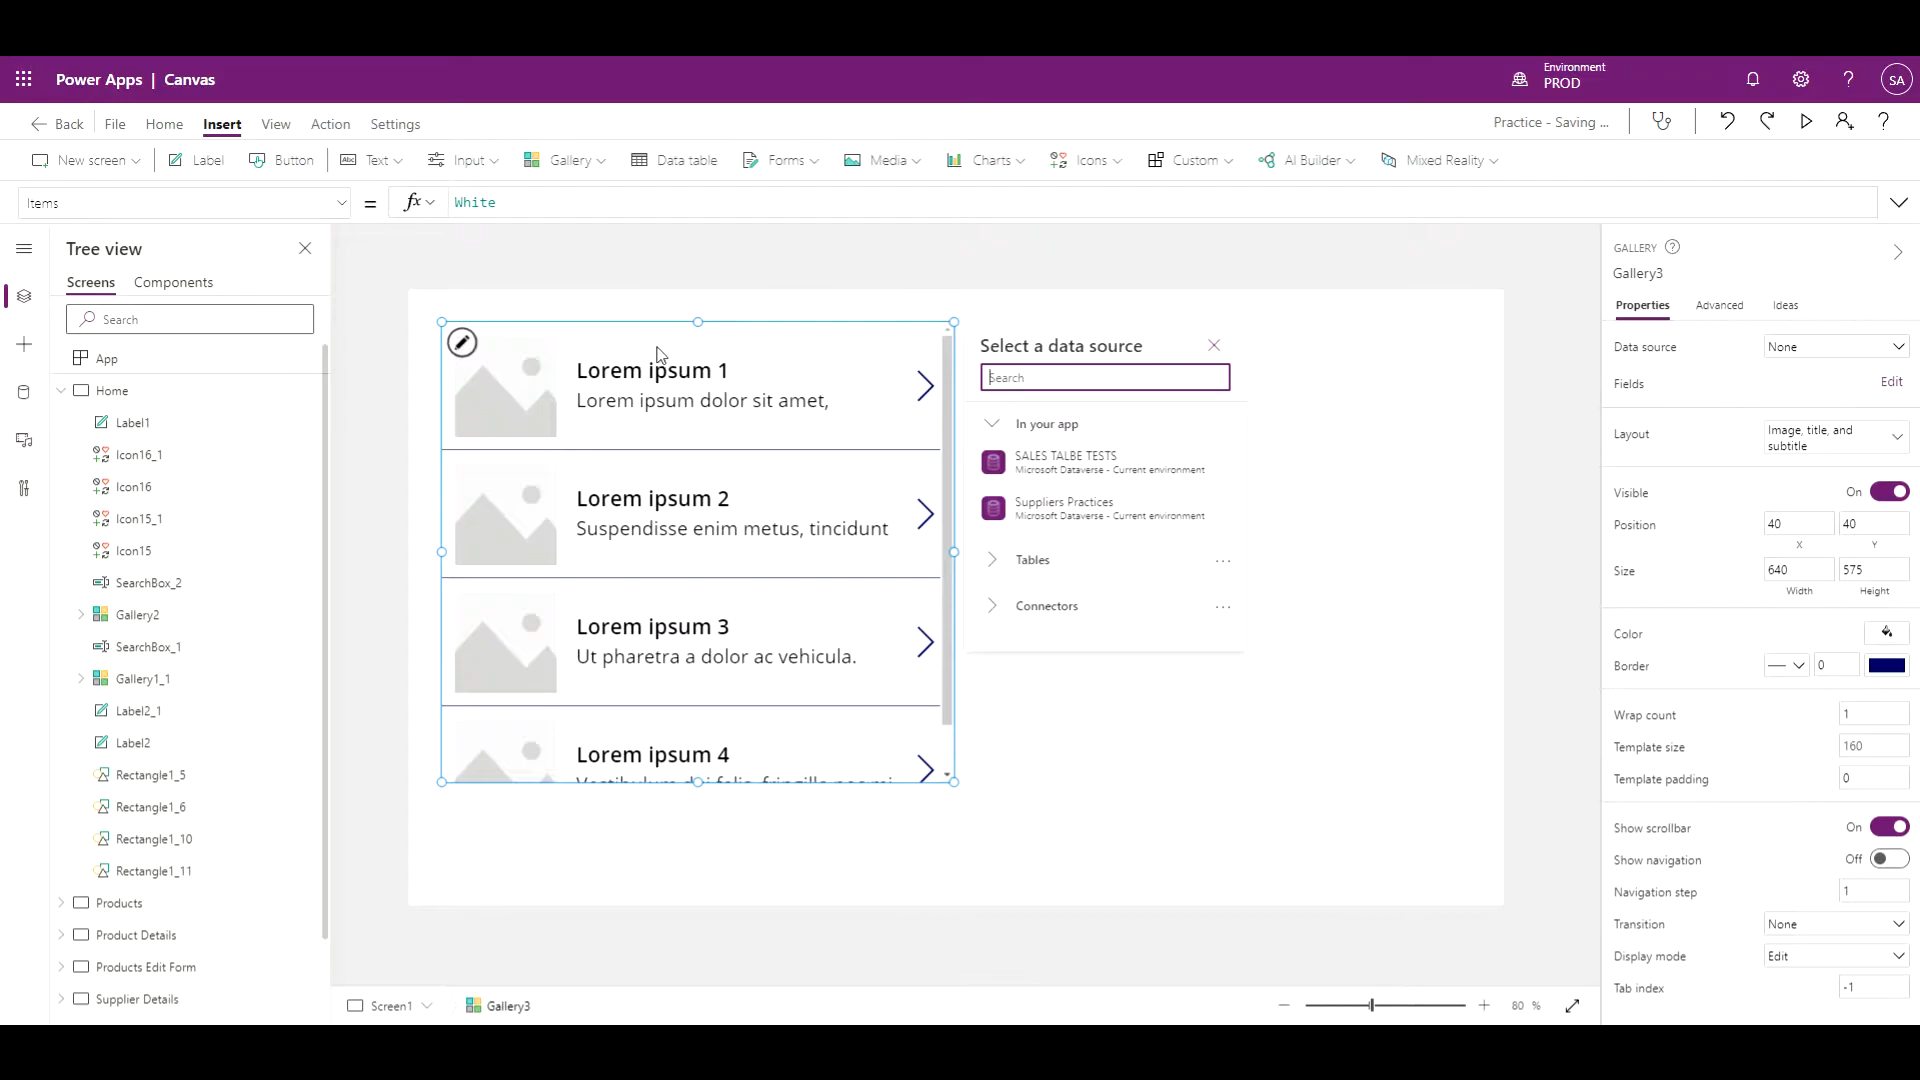 Power Apps | Canvas
Environment
PROD
?
SA
Back File Home Insert View Action Settings
Practice - Saving ...
?
New screen Label Button Text Input Gallery Data table Forms Media Charts Icons Custom AI Builder Mixed Reality
Items = fx White
Tree view
Screens Components
Search
App
Home
Label1
Icon16_1
Icon16
Icon15_1
Icon15
SearchBox_2
Gallery2
SearchBox_1
Gallery1_1
Label2_1
Label2
Rectangle1_5
Rectangle1_6
Rectangle1_10
Rectangle1_11
Products
Product Details
Products Edit Form
Supplier Details
Lorem ipsum 1
Lorem ipsum dolor sit amet,
Lorem ipsum 2
Suspendisse enim metus, tincidunt
Lorem ipsum 3
Ut pharetra a dolor ac vehicula.
Lorem ipsum 4
Select a data source
Search
In your app
SALES TALBE TESTS
Microsoft Dataverse - Current environment
Suppliers Practices
Microsoft Dataverse - Current environment
Tables ...
Connectors ...
Screen1 Gallery3
80 %
GALLERY ?
Gallery3
Properties Advanced Ideas
Data source None
Fields Edit
Layout Image, title, and
subtitle
Visible On
Position 40 40
X Y
Size 640 575
Width Height
Color
Border 0
Wrap count 1
Template size 160
Template padding 0
Show scrollbar On
Show navigation Off
Navigation step 1
Transition None
Display mode Edit
Tab index -1